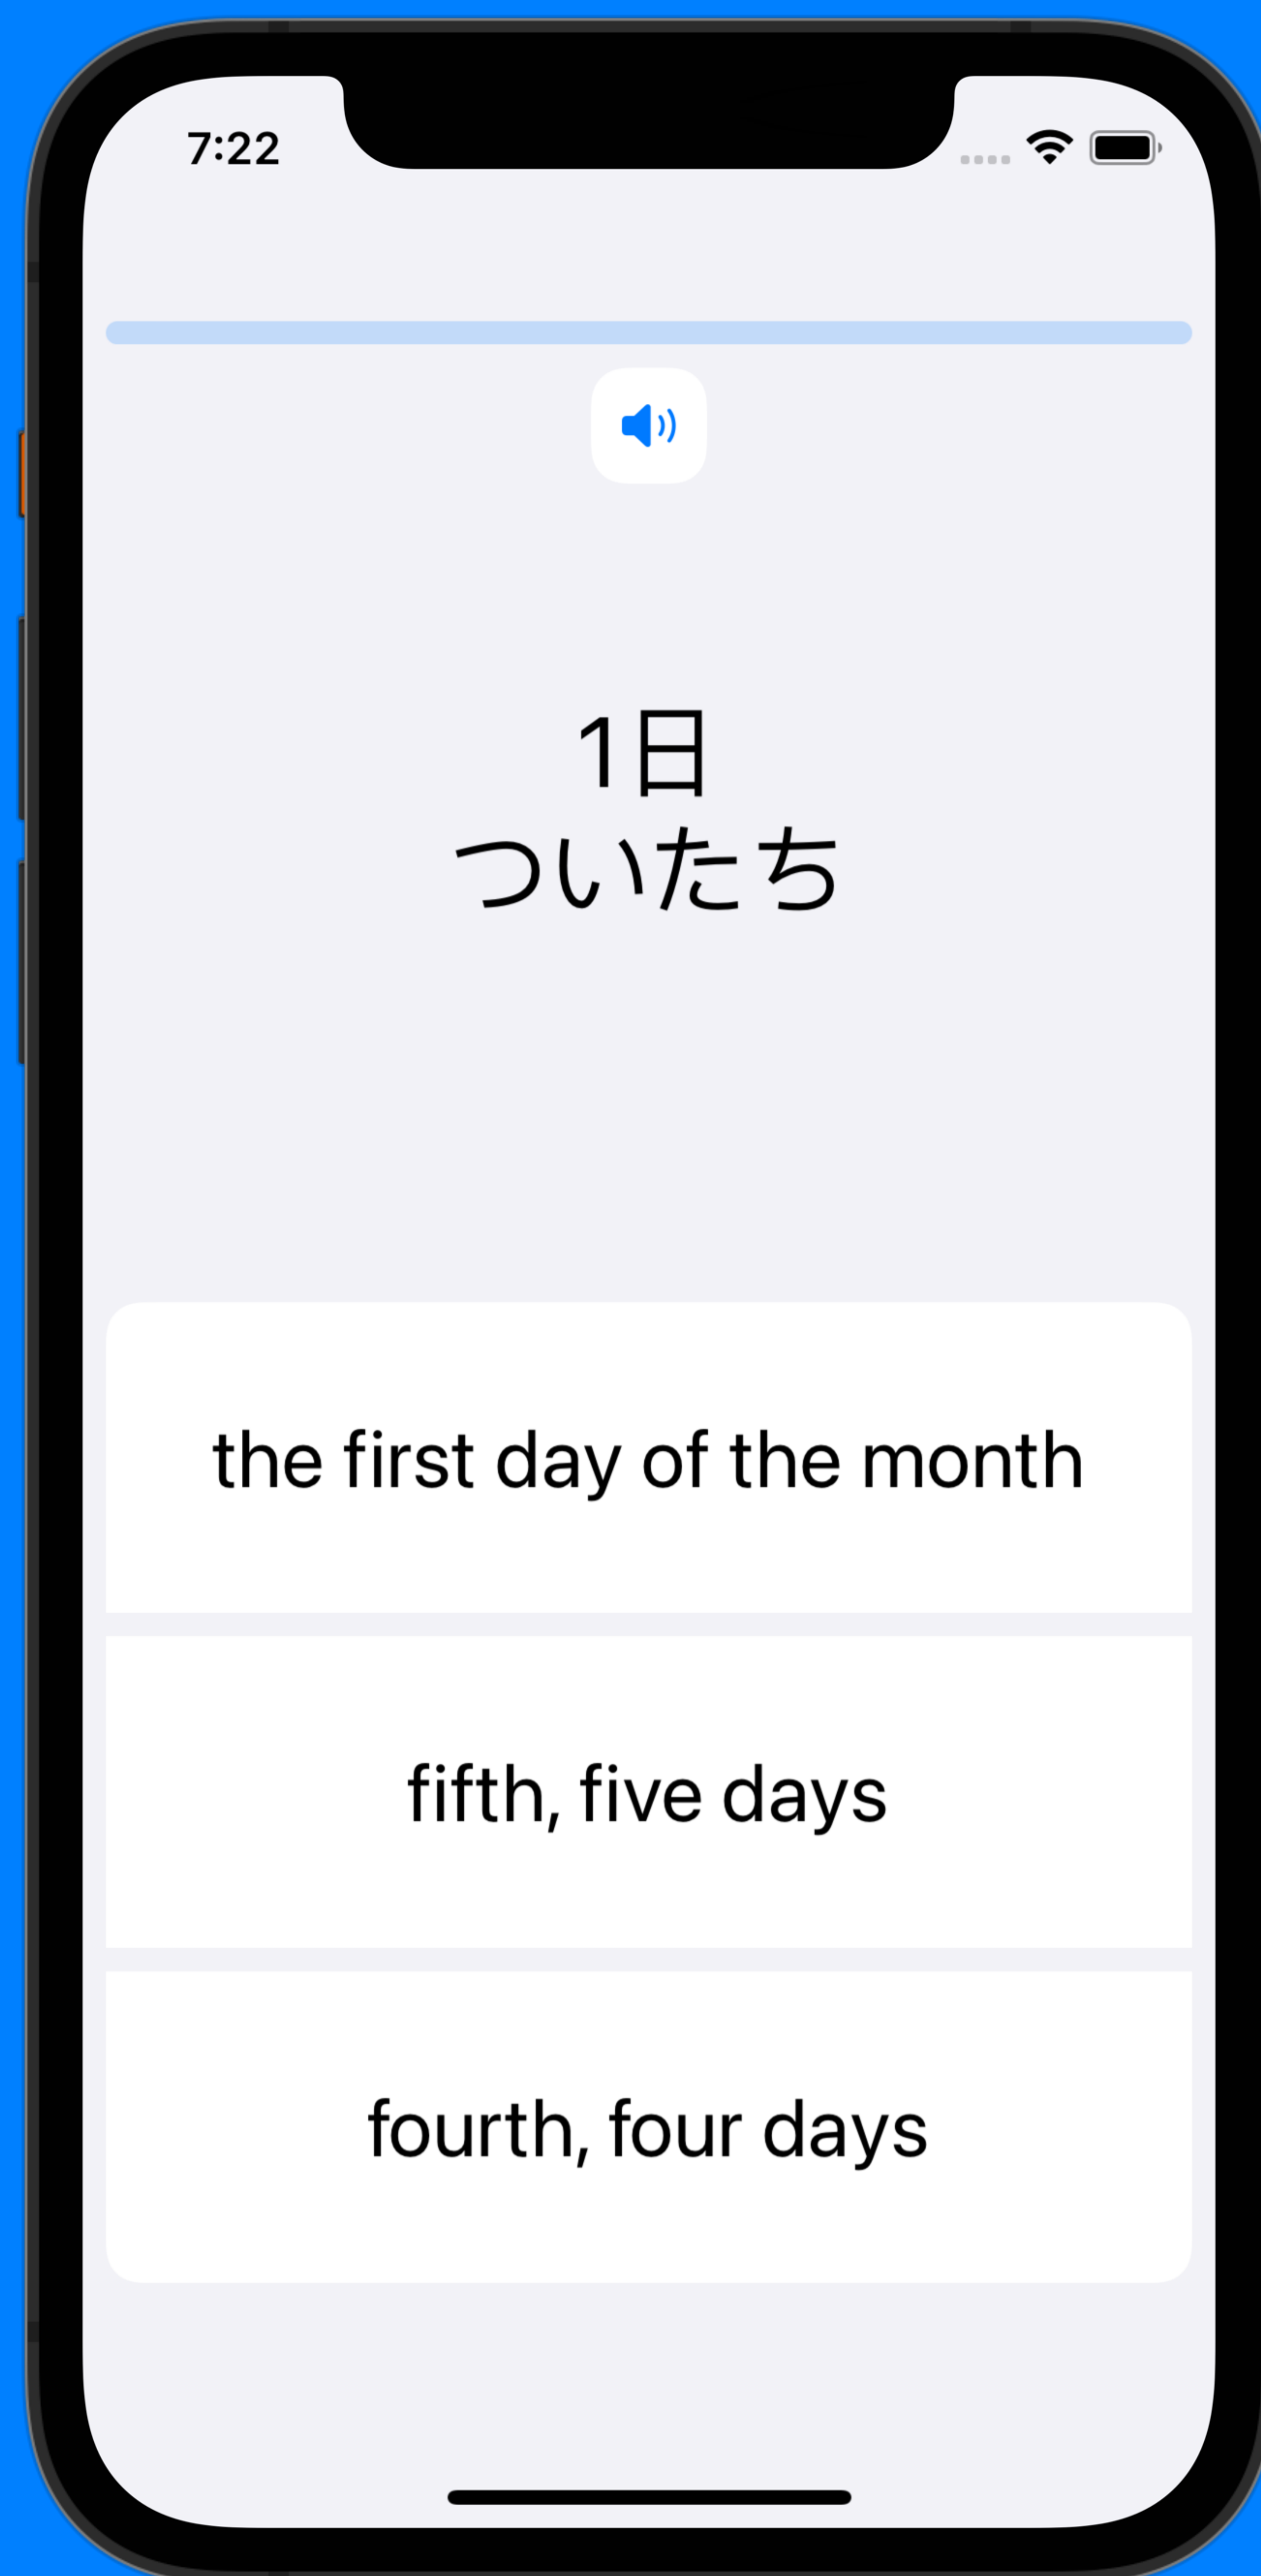 7:22
1日
ついたち
the first day of the month
fifth, five days
fourth, four days